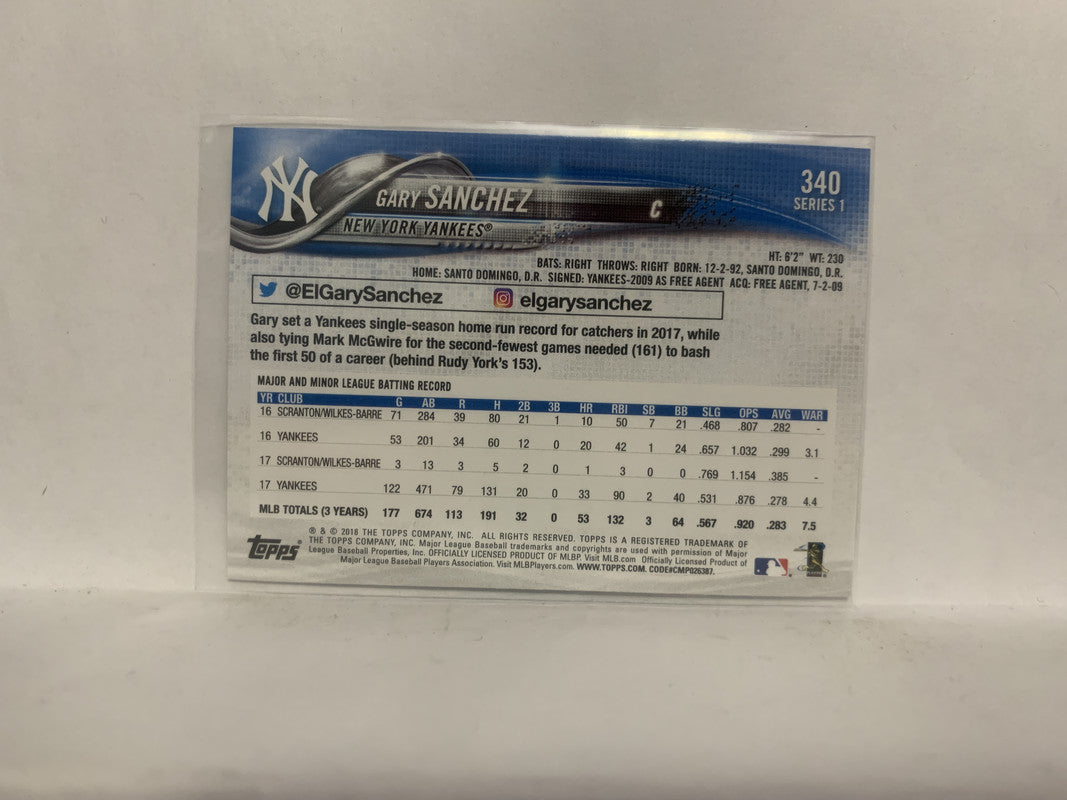 NY
GARY SANCHEZ
C
340
SERIES 1
NEW YORK YANKEES®
HT: 6'2" WT: 230
BATS: RIGHT THROWS: RIGHT BORN: 12-2-92, SANTO DOMINGO, D.R.
HOME: SANTO DOMINGO, D.R. SIGNED: YANKEES-2009 AS FREE AGENT ACQ: FREE AGENT, 7-2-09
@ElGarySanchez elgarysanchez
Gary set a Yankees single-season home run record for catchers in 2017, while
also tying Mark McGwire for the second-fewest games needed (161) to bash
the first 50 of a career (behind Rudy York's 153).
MAJOR AND MINOR LEAGUE BATTING RECORD
YR CLUB G AB R H 2B 3B HR RBI SB BB SLG OPS AVG WAR
16 SCRANTON/WILKES-BARRE 71 284 39 80 21 1 10 50 7 21 .468 .807 .282 -
16 YANKEES 53 201 34 60 12 0 20 42 1 24 .657 1.032 .299 3.1
17 SCRANTON/WILKES-BARRE 3 13 3 5 2 0 1 3 0 0 .769 1.154 .385 -
17 YANKEES 122 471 79 131 20 0 33 90 2 40 .531 .876 .278 4.4
MLB TOTALS (3 YEARS) 177 674 113 191 32 0 53 132 3 64 .567 .920 .283 7.5
Topps®
® & © 2018 THE TOPPS COMPANY, INC. ALL RIGHTS RESERVED. TOPPS IS A REGISTERED TRADEMARK OF
THE TOPPS COMPANY, INC. Major League Baseball trademarks and copyrights are used with permission of Major
League Baseball Properties, Inc. OFFICIALLY LICENSED PRODUCT OF MLBP. Visit MLB.com Officially Licensed Product of
Major League Baseball Players Association. Visit MLBPlayers.com. WWW.TOPPS.COM. CODE#CMP026387.